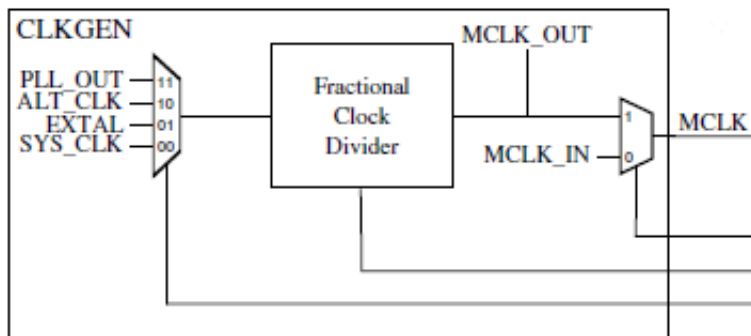 CLKGEN
MCLK_OUT
PLL_OUT 11
ALT_CLK 10
EXTAL 01
SYS_CLK 00
Fractional
Clock
Divider
1
MCLK_IN 0
MCLK